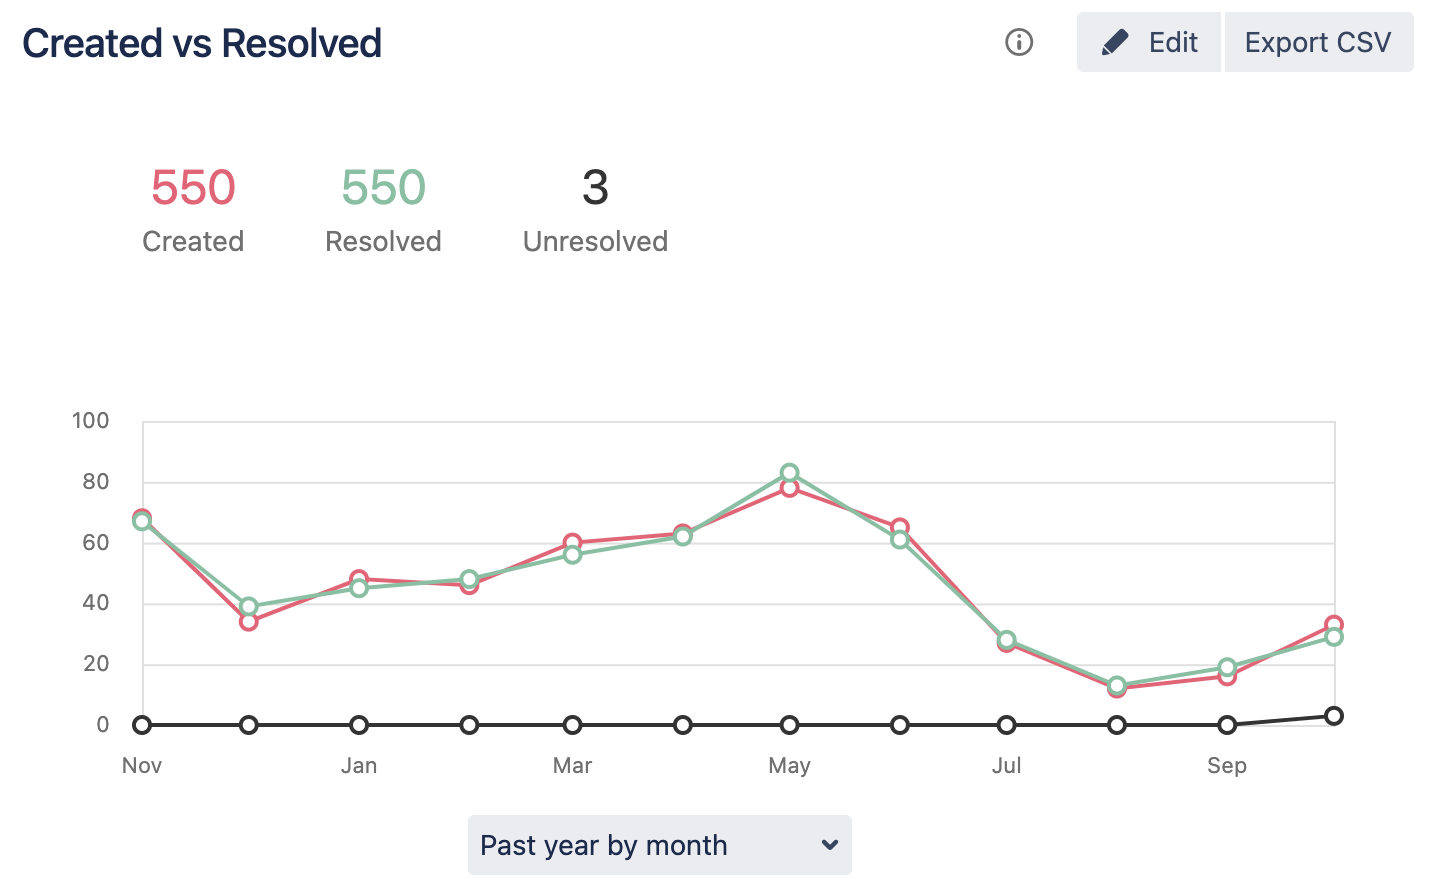 Created vs Resolved
Edit
Export CSV
550
550
3
Created
Resolved
Unresolved
100
80
60
40
20
0
Nov
Jan
Mar
May
Jul
Sep
Past year by month